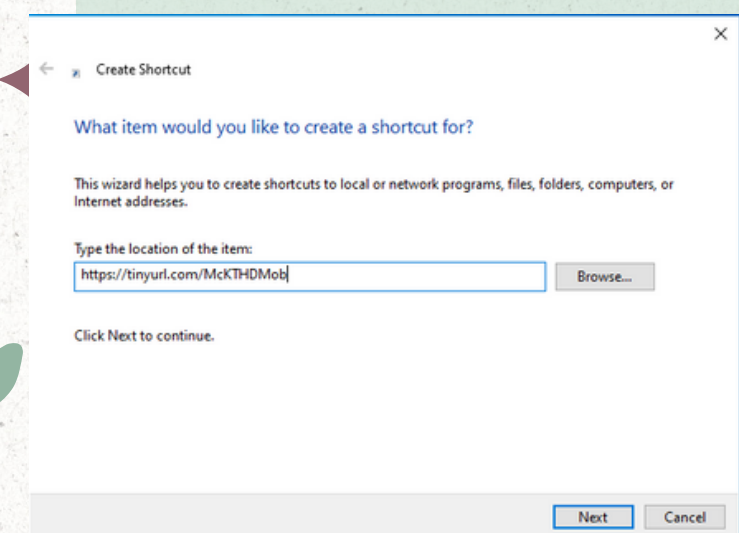 Create Shortcut
What item would you like to create a shortcut for?
This wizard helps you to create shortcuts to local or network programs, files, folders, computers, or
Internet addresses.
Type the location of the item:
https://tinyurl.com/McKTHDMob
Browse...
Click Next to continue.
Next Cancel